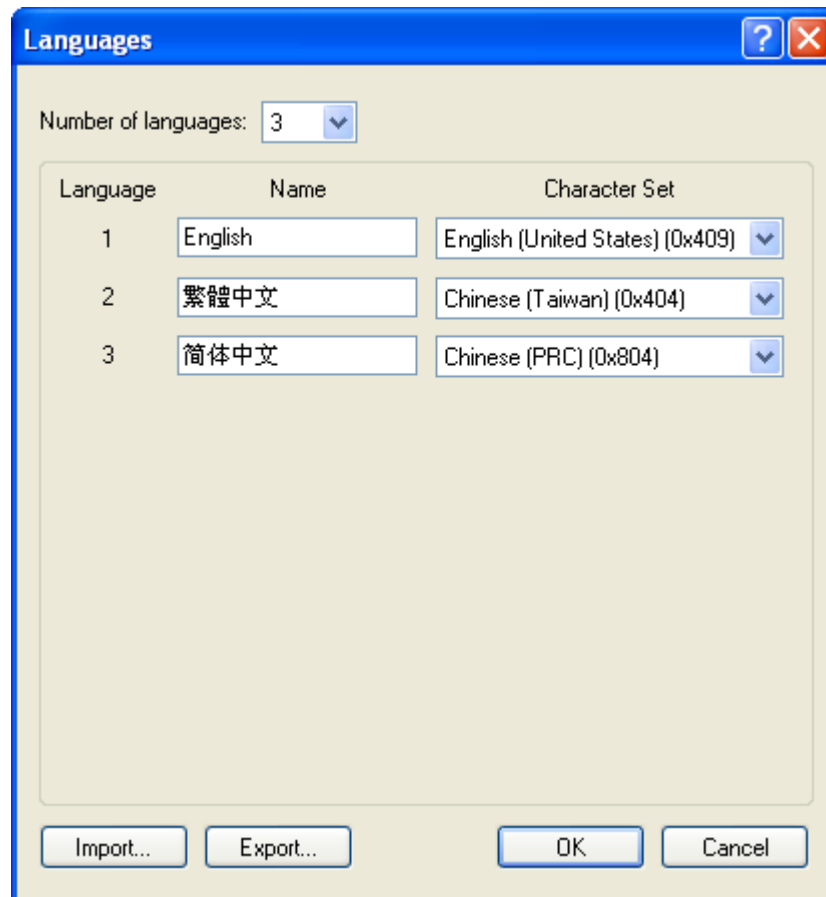 Languages
Number of languages: 3
Language Name Character Set
1 English English (United States) (0x409)
2 繁體中文 Chinese (Taiwan) (0x404)
3 简体中文 Chinese (PRC) (0x804)
Import... Export... OK Cancel